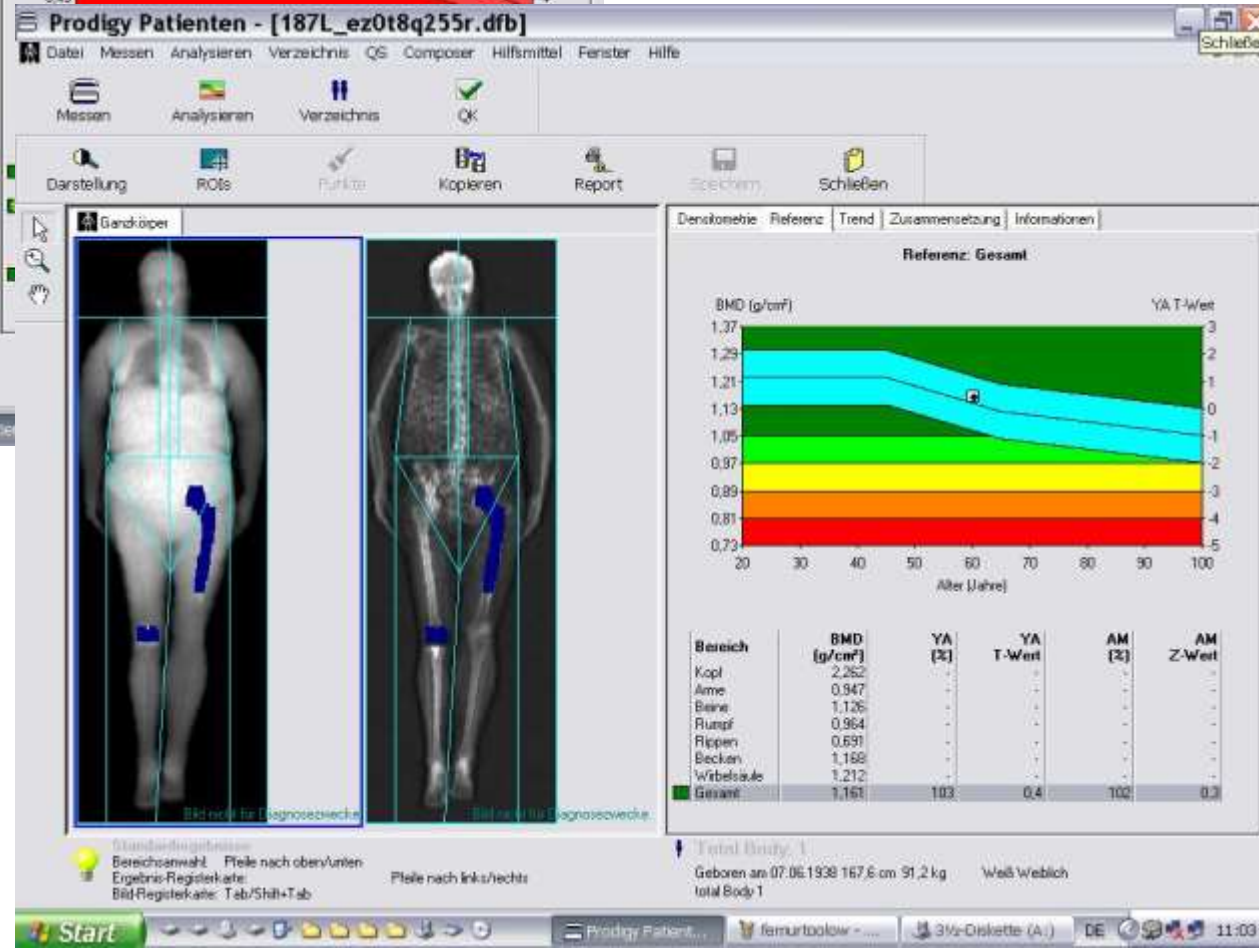 Prodigy Patienten - [187L_ez0t8q255r.dfb]
Schließe
Datei Messen Analysieren Verzeichnis QS Composer Hilfsmittel Fenster Hilfe
Messen Analysieren Verzeichnis QK
Darstellung ROIs Punkte Kopieren Report Speichern Schließen
Ganzkörper
Densitometrie Referenz Trend Zusammensetzung Informationen
Referenz: Gesamt
BMD (g/cm²) YA T-Wert
1,37 3
1,29 2
1,21 1
1,13 0
1,05 -1
0,97 -2
0,89 -3
0,81 -4
0,73 -5
20 30 40 50 60 70 80 90 100
Alter (Jahre)
Bereich BMD (g/cm²) YA (%) YA T-Wert AM (%) AM Z-Wert
Kopf 2,262 - - - -
Arme 0,947 - - - -
Beine 1,126 - - - -
Rumpf 0,964 - - - -
Rippen 0,691 - - - -
Becken 1,168 - - - -
Wirbelsäule 1,212 - - - -
Gesamt 1,161 103 0,4 102 0,3
Bild nicht für Diagnosezwecke
Bild nicht für Diagnosezwecke
Standardergebnisse
Bereichsanwahl: Pfeile nach oben/unten
Ergebnis-Registerkarte: Pfeile nach links/rechts
Bild-Registerkarte: Tab/Shift+Tab
Total Body, 1
Geboren am 07.06.1938 167,6 cm 91,2 kg Weiß Weiblich
total Body 1
Start Prodigy Patient... femurtoolow - .... 3½-Diskette (A:) DE 11:03